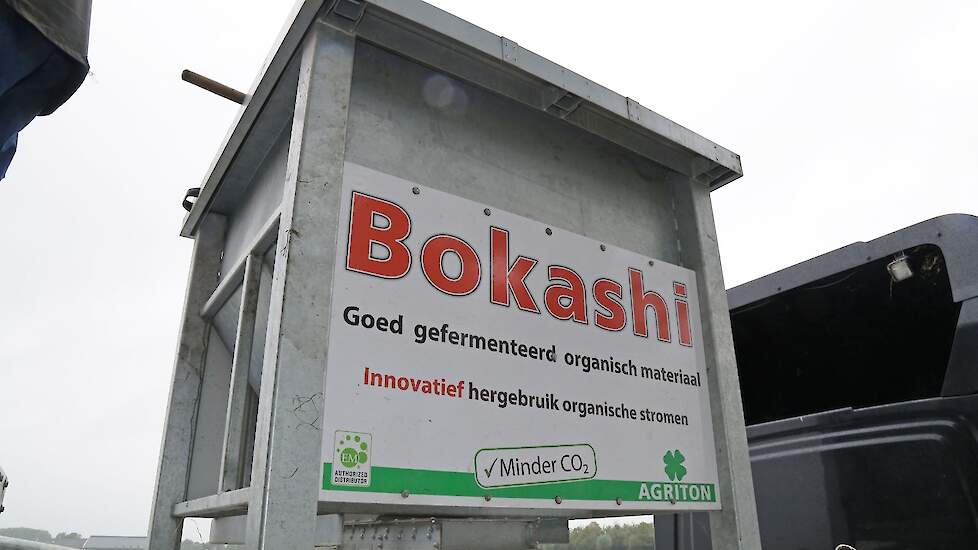 Bokashi
Goed gefermenteerd organisch materiaal
Innovatief hergebruik organische stromen
EM
AUTHORIZED
DISTRIBUTOR
✓Minder CO₂
AGRITON